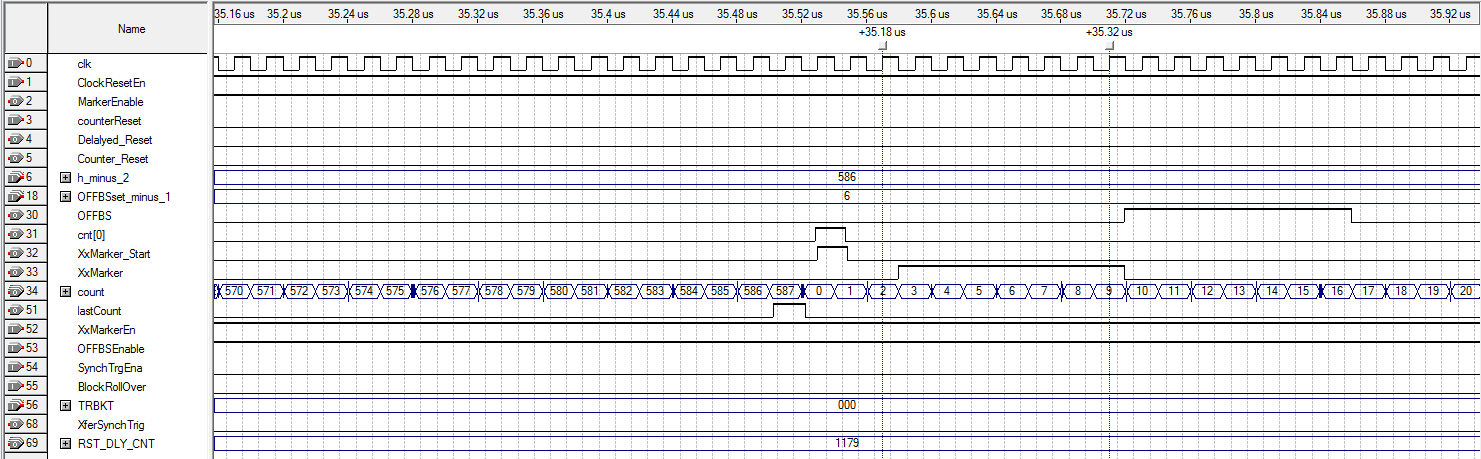 35.16 us 35.2 us 35.24 us 35.28 us 35.32 us 35.36 us 35.4 us 35.44 us 35.48 us 35.52 us 35.56 us 35.6 us 35.64 us 35.68 us 35.72 us 35.76 us 35.8 us 35.84 us 35.88 us 35.92 us
Name
+35.18 us +35.32 us
0 clk
1 ClockResetEn
2 MarkerEnable
3 counterReset
4 Delalyed_Reset
5 Counter_Reset
6 h_minus_2 586
18 OFFBSset_minus_1 6
30 OFFBS
31 cnt[0]
32 XxMarker_Start
33 XxMarker
34 count 570 571 572 573 574 575 576 577 578 579 580 581 582 583 584 585 586 587 0 1 2 3 4 5 6 7 8 9 10 11 12 13 14 15 16 17 18 19 20
51 lastCount
52 XxMarkerEn
53 OFFBSEnable
54 SynchTrgEna
55 BlockRollOver
56 TRBKT 000
68 XferSynchTrig
69 RST_DLY_CNT 1179